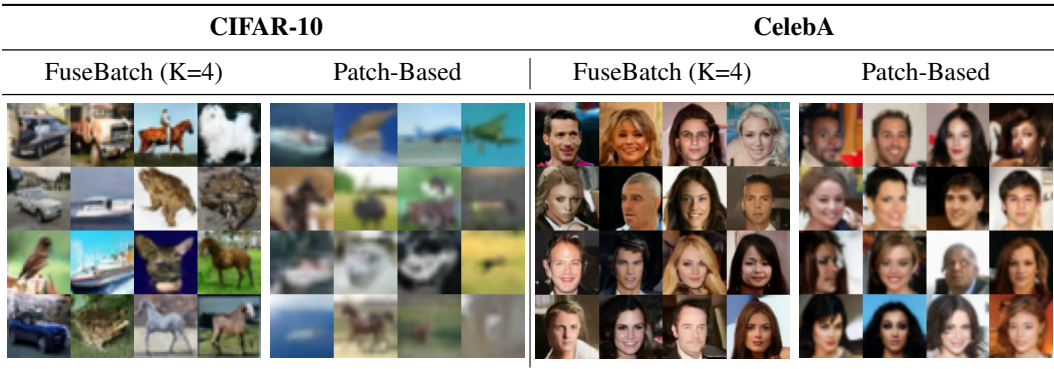 CIFAR-10 CelebA
FuseBatch (K=4) Patch-Based FuseBatch (K=4) Patch-Based